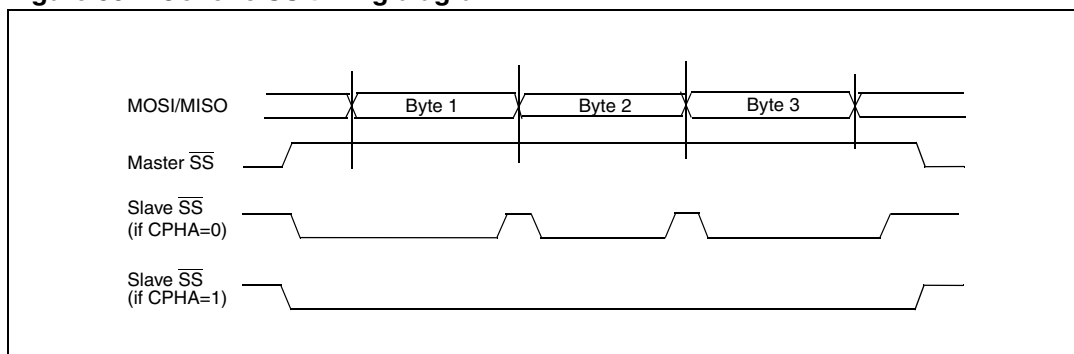 MOSI/MISO
Byte 1
Byte 2
Byte 3
Master SS
Slave SS
(if CPHA=0)
Slave SS
(if CPHA=1)